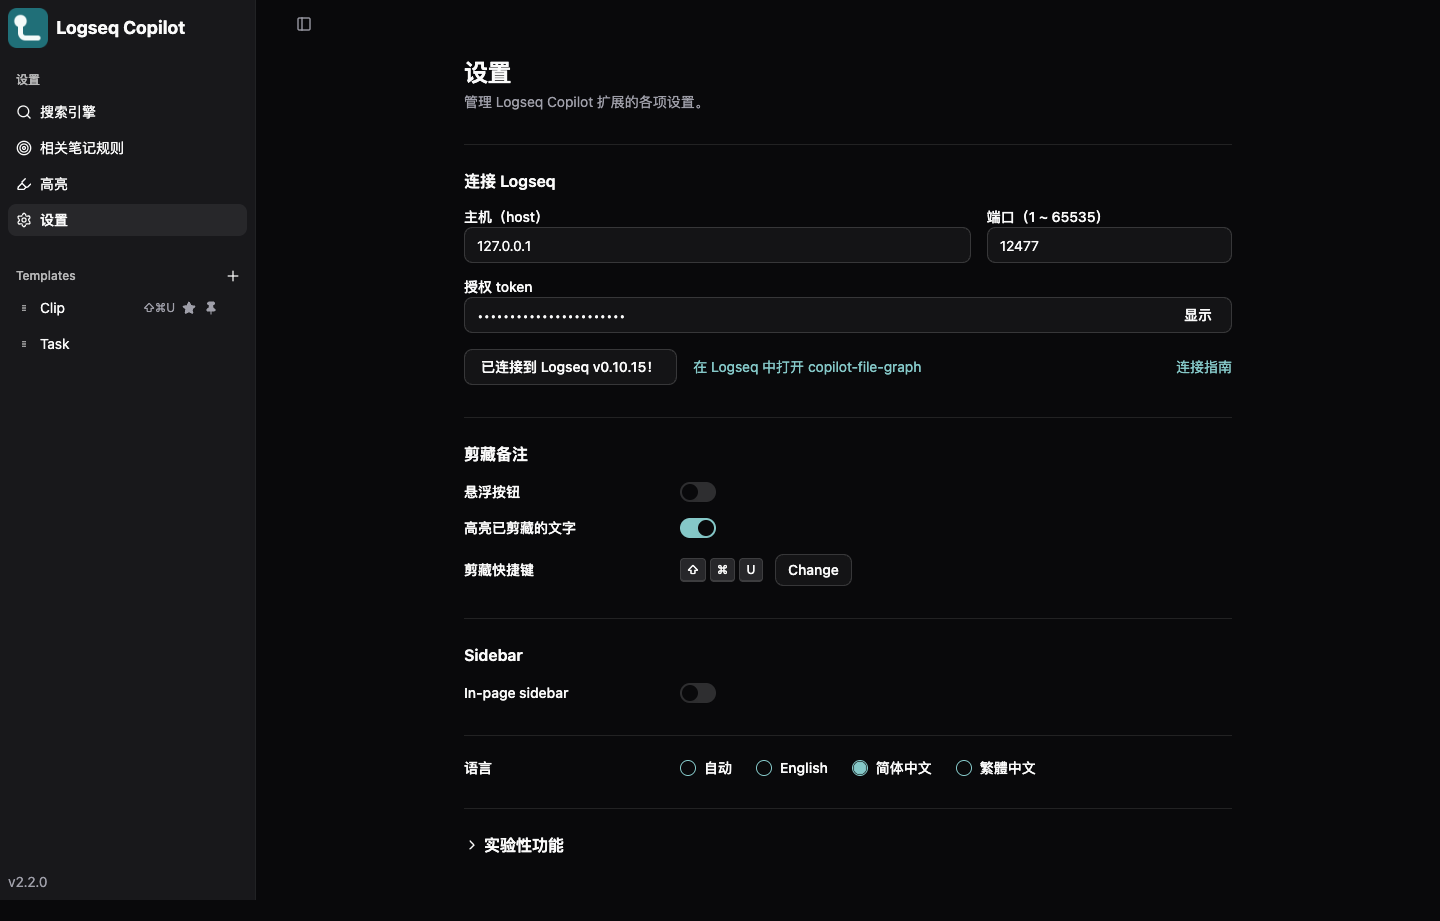 Logseq Copilot
设置
搜索引擎
相关笔记规则
高亮
设置
Templates
Clip ⇧⌘U
Task
v2.2.0
设置
管理 Logseq Copilot 扩展的各项设置。
连接 Logseq
主机（host） 端口（1 ~ 65535）
127.0.0.1 12477
授权 token
••••••••••••••••••••••• 显示
已连接到 Logseq v0.10.15！ 在 Logseq 中打开 copilot-file-graph 连接指南
剪藏备注
悬浮按钮
高亮已剪藏的文字
剪藏快捷键 ⇧ ⌘ U Change
Sidebar
In-page sidebar
语言 自动 English 简体中文 繁體中文
实验性功能